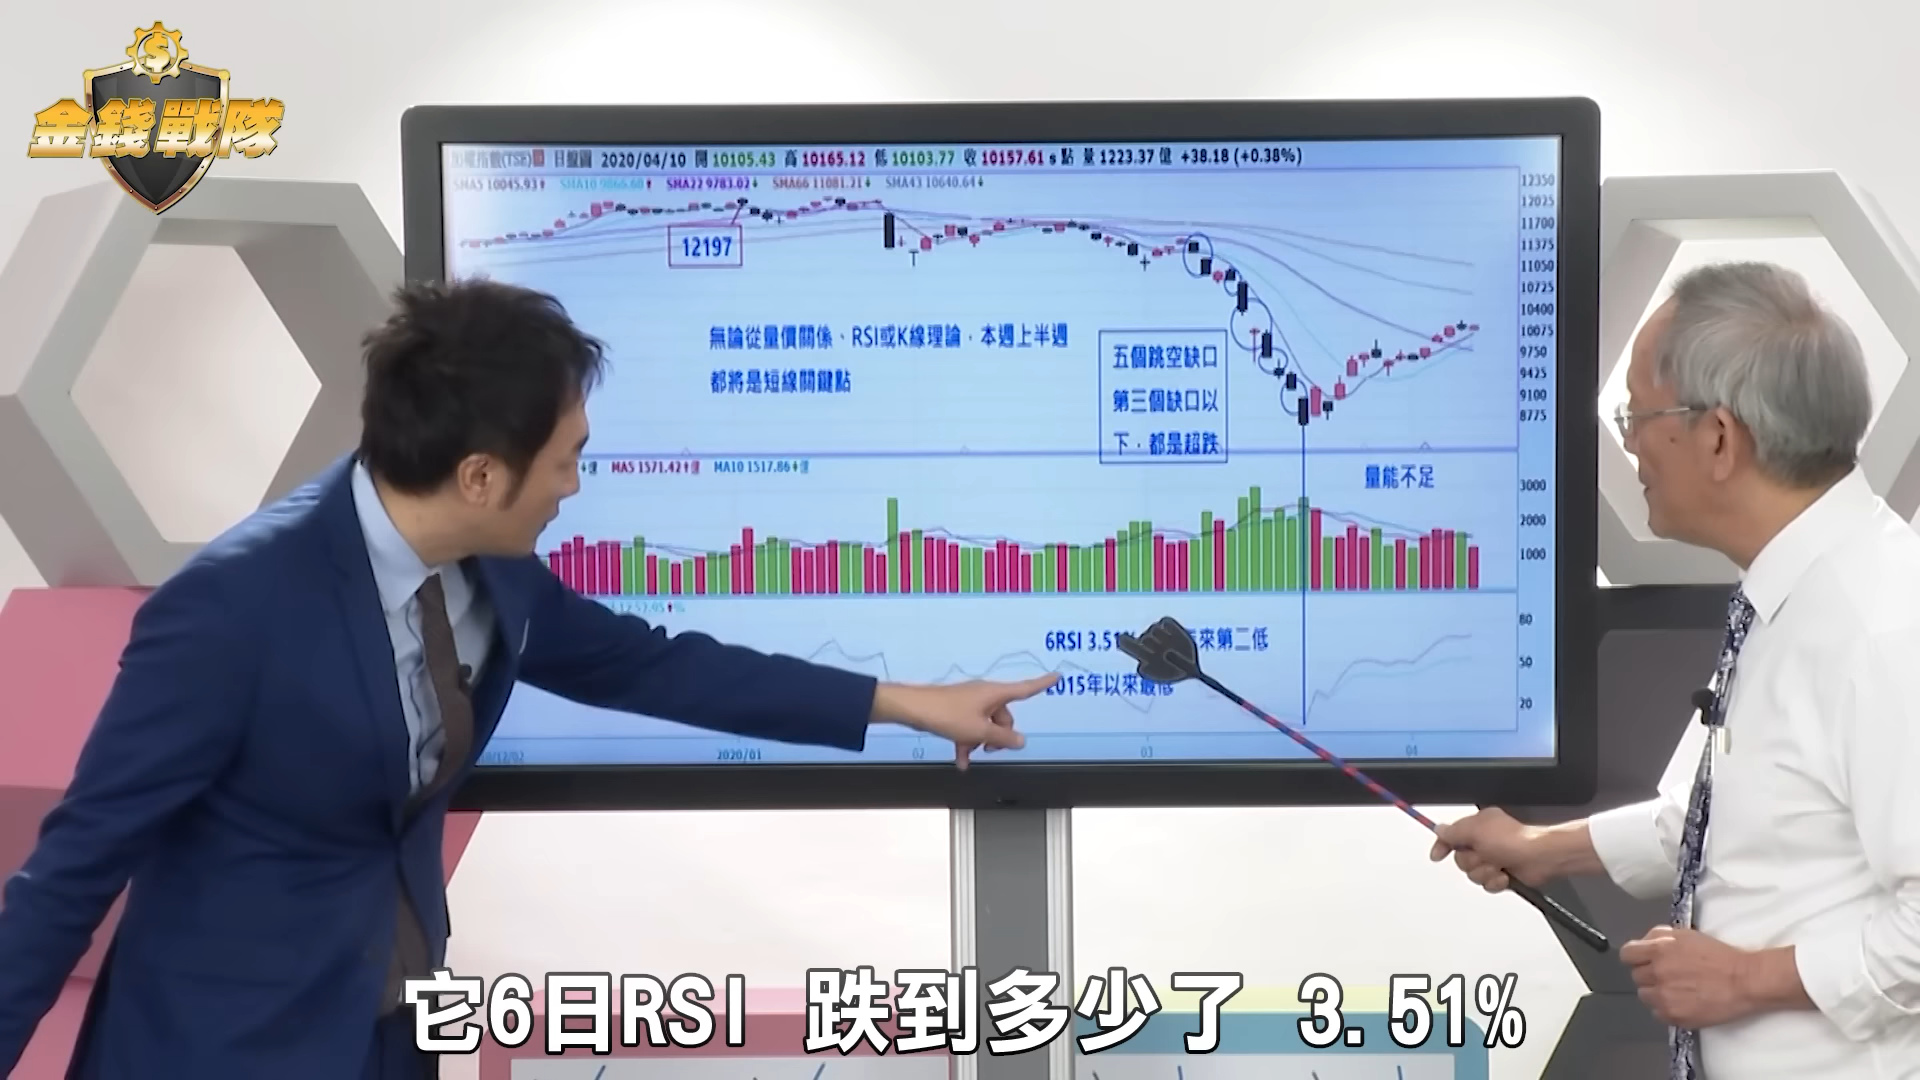 金錢戰隊
加權指數(TSE) 日線圖 2020/04/10 開 10105.43 高 10165.12 低 10103.77 收 10157.61 s 點 量 1223.37 億 +38.18 (+0.38%)
SMA5 10045.93↑ SMA10 9866.60↑ SMA22 9783.02↓ SMA66 11081.21↓ SMA43 10640.64↓
12350
12025
11700
11375
11050
10725
10400
10075
9750
9425
9100
8775
12197
無論從量價關係、RSI或K線理論,本週上半週
都將是短線關鍵點
五個跳空缺口
第三個缺口以
下,都是超跌
↓億 MA5 1571.42↑億 MA10 1517.86↓億
量能不足
3000
2000
1000
12 52.95↑%
80
50
20
6RSI 3.51% 來第二低
2015年以來最低
2020/01
02
03
04
它6日RSI 跌到多少了 3.51%